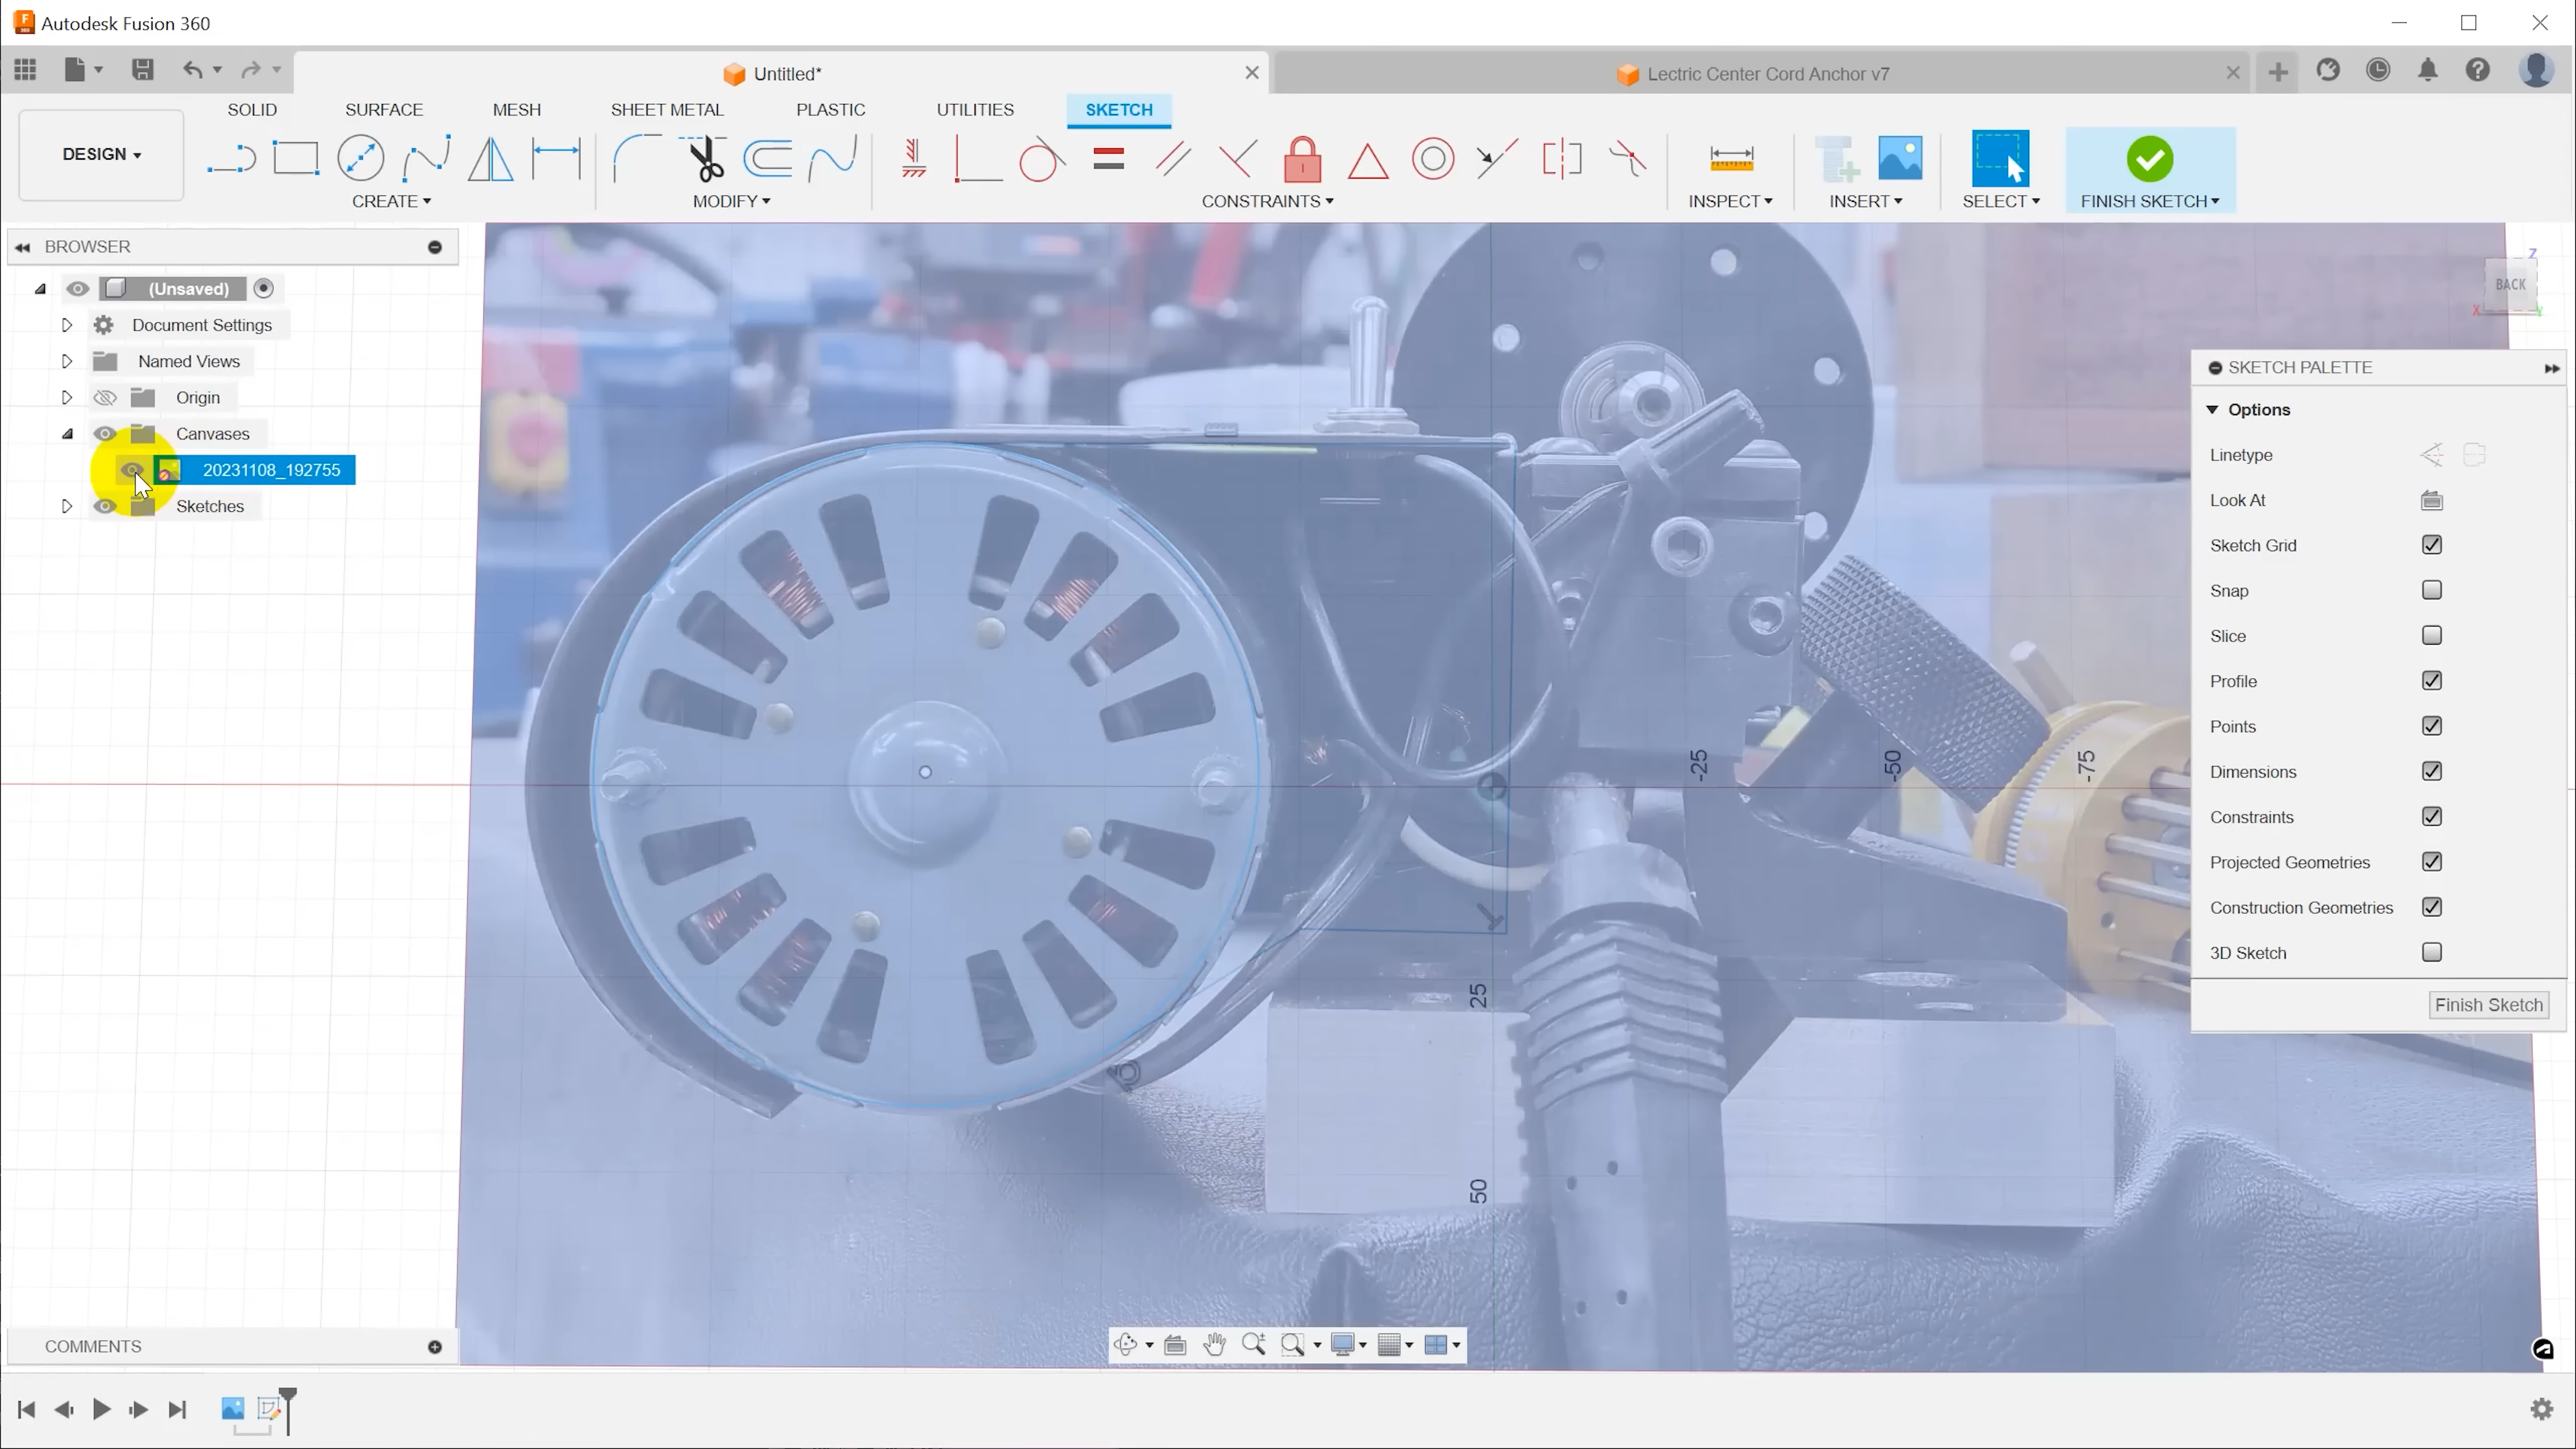 Autodesk Fusion 360
Untitled*
Lectric Center Cord Anchor v7
DESIGN
SOLID
SURFACE
MESH
SHEET METAL
PLASTIC
UTILITIES
SKETCH
CREATE
MODIFY
CONSTRAINTS
INSPECT
INSERT
SELECT
FINISH SKETCH
BROWSER
(Unsaved)
Document Settings
Named Views
Origin
Canvases
20231108_192755
Sketches
Z
BACK
X
Y
SKETCH PALETTE
Options
Linetype
Look At
Sketch Grid
Snap
Slice
Profile
Points
Dimensions
Constraints
Projected Geometries
Construction Geometries
3D Sketch
Finish Sketch
-25
-50
-75
25
50
COMMENTS